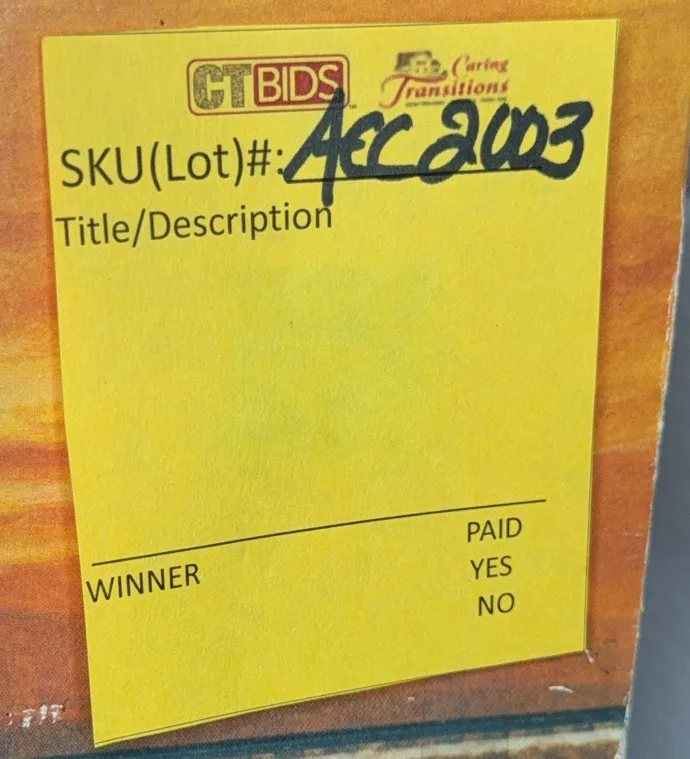 CTBIDS
Caring
Transitions
SKU(Lot)#: AEC2003
Title/Description
WINNER
PAID
YES
NO